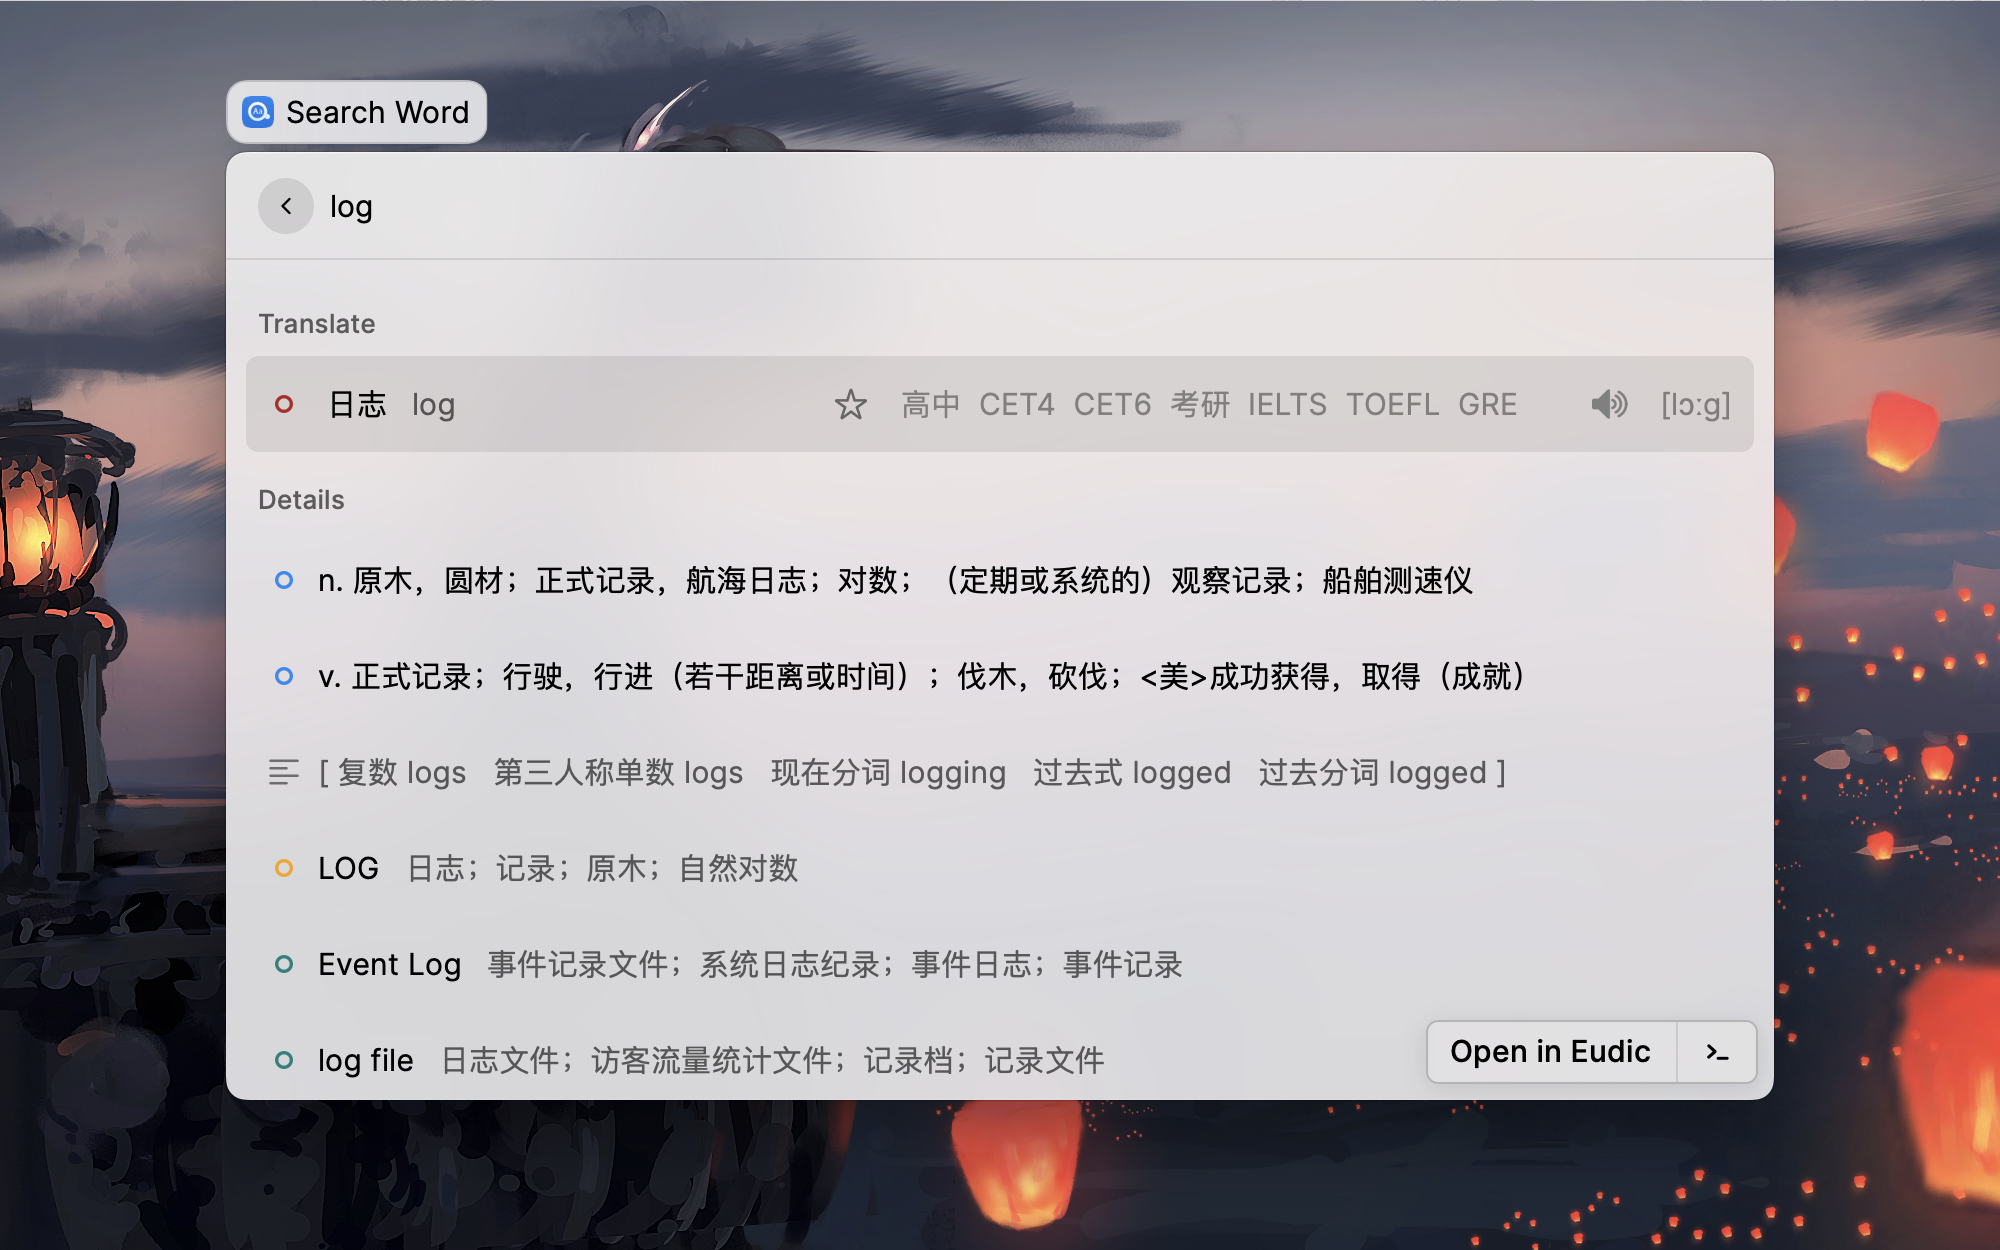 Search Word
log
Translate
日志 log 高中 CET4 CET6 考研 IELTS TOEFL GRE [lɔːg]
Details
n. 原木，圆材；正式记录，航海日志；对数；（定期或系统的）观察记录；船舶测速仪
v. 正式记录；行驶，行进（若干距离或时间）；伐木，砍伐；<美>成功获得，取得（成就）
[ 复数 logs 第三人称单数 logs 现在分词 logging 过去式 logged 过去分词 logged ]
LOG 日志；记录；原木；自然对数
Event Log 事件记录文件；系统日志纪录；事件日志；事件记录
log file 日志文件；访客流量统计文件；记录档；记录文件
Open in Eudic >_